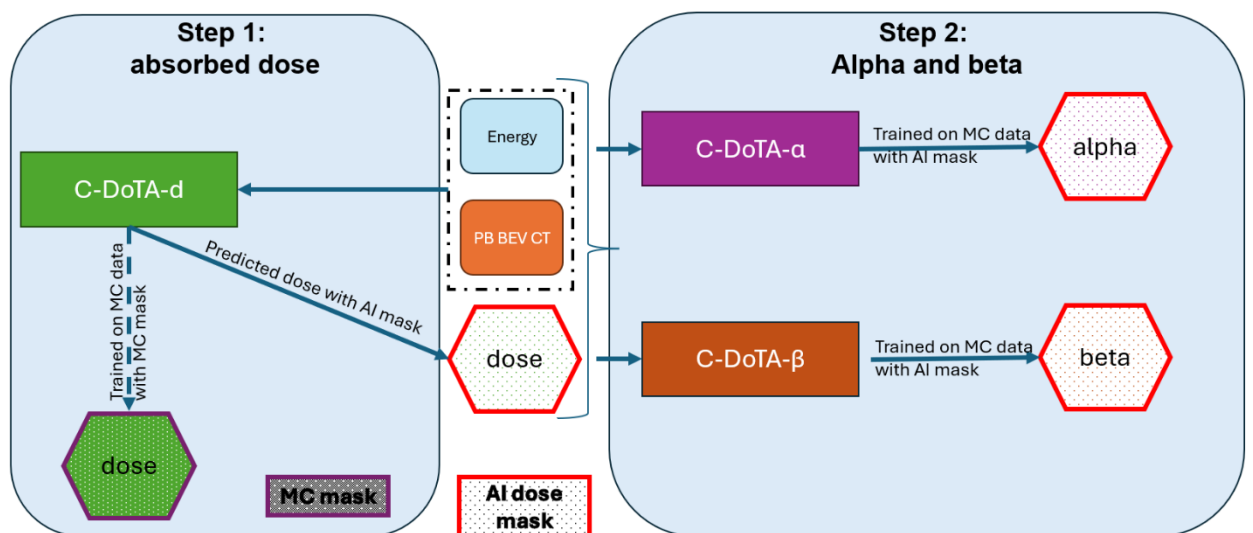 Step 1:
absorbed dose
C-DoTA-d
Trained on MC data
with MC mask
Predicted dose with AI mask
dose
MC mask
Energy
PB BEV CT
dose
AI dose
mask
Step 2:
Alpha and beta
C-DoTA-α
Trained on MC data
with AI mask
alpha
C-DoTA-β
Trained on MC data
with AI mask
beta